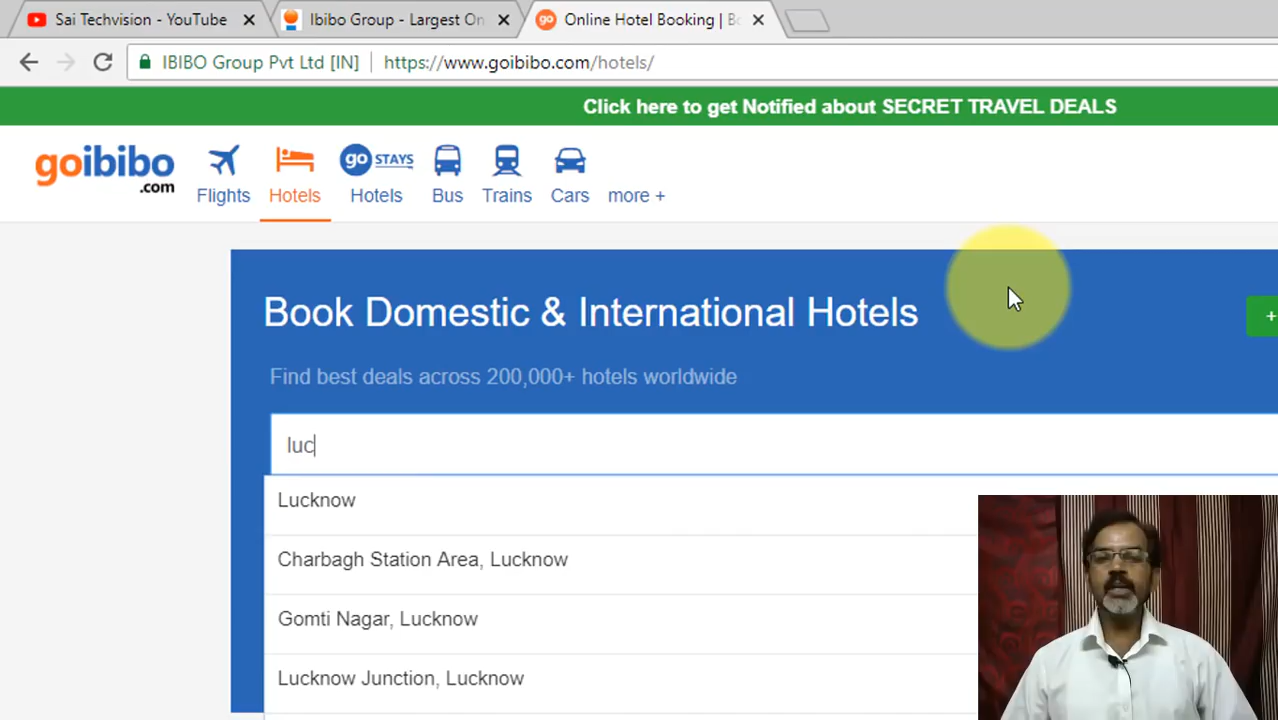 Sai Techvision - YouTube
Ibibo Group - Largest On
Online Hotel Booking | Bo
IBIBO Group Pvt Ltd [IN] https://www.goibibo.com/hotels/
Click here to get Notified about SECRET TRAVEL DEALS
goibibo
.com
go STAYS
Flights Hotels Hotels Bus Trains Cars more +
Book Domestic & International Hotels
+
Find best deals across 200,000+ hotels worldwide
luc
Lucknow
Charbagh Station Area, Lucknow
Gomti Nagar, Lucknow
Lucknow Junction, Lucknow